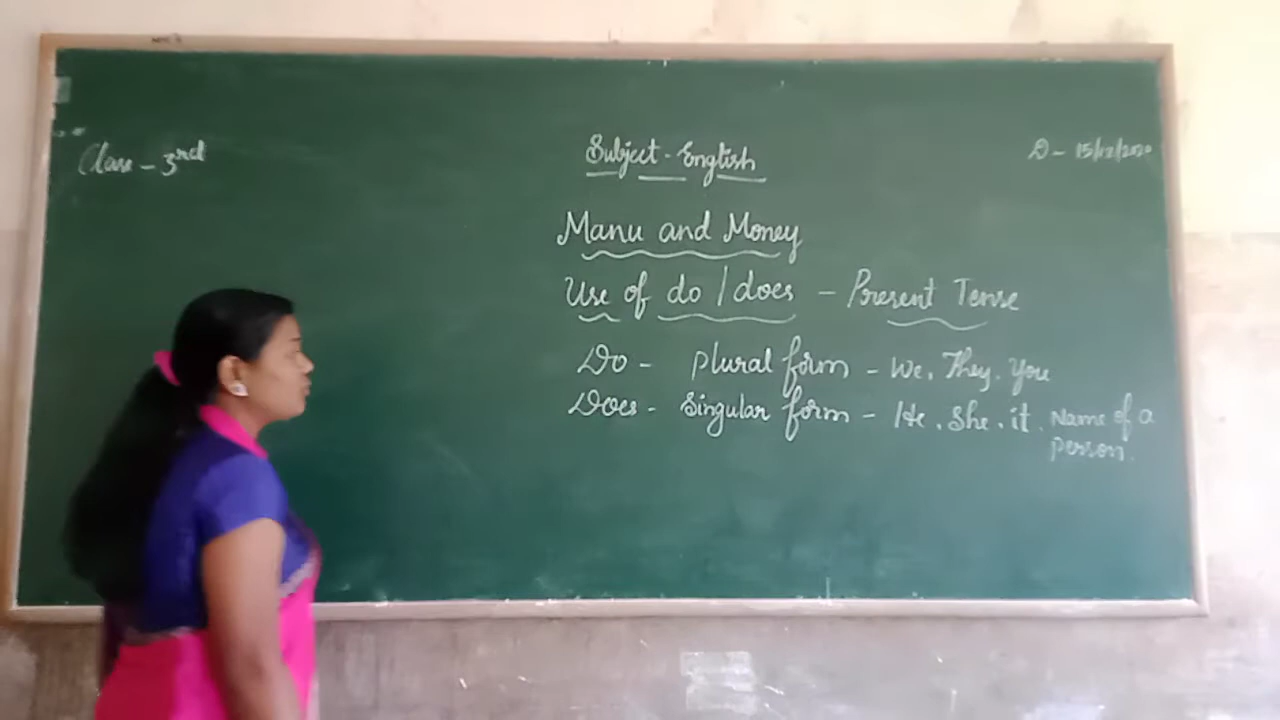 Class - 3rd
Subject - English
D - 15/12/2020
Manu and Money
Use of do / does - Present Tense
Do - Plural form - We, They, You
Does - Singular form - He, She, it, Name of a
person.